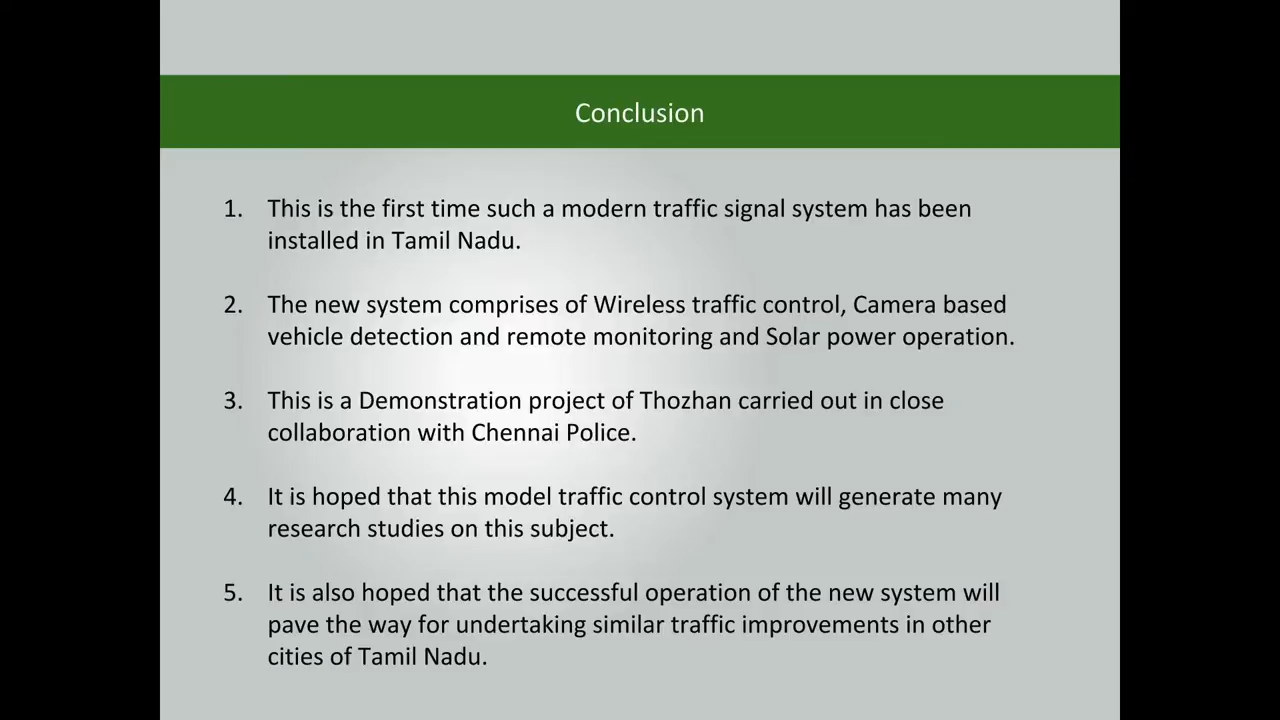 Conclusion
1. This is the first time such a modern traffic signal system has been
installed in Tamil Nadu.
2. The new system comprises of Wireless traffic control, Camera based
vehicle detection and remote monitoring and Solar power operation.
3. This is a Demonstration project of Thozhan carried out in close
collaboration with Chennai Police.
4. It is hoped that this model traffic control system will generate many
research studies on this subject.
5. It is also hoped that the successful operation of the new system will
pave the way for undertaking similar traffic improvements in other
cities of Tamil Nadu.